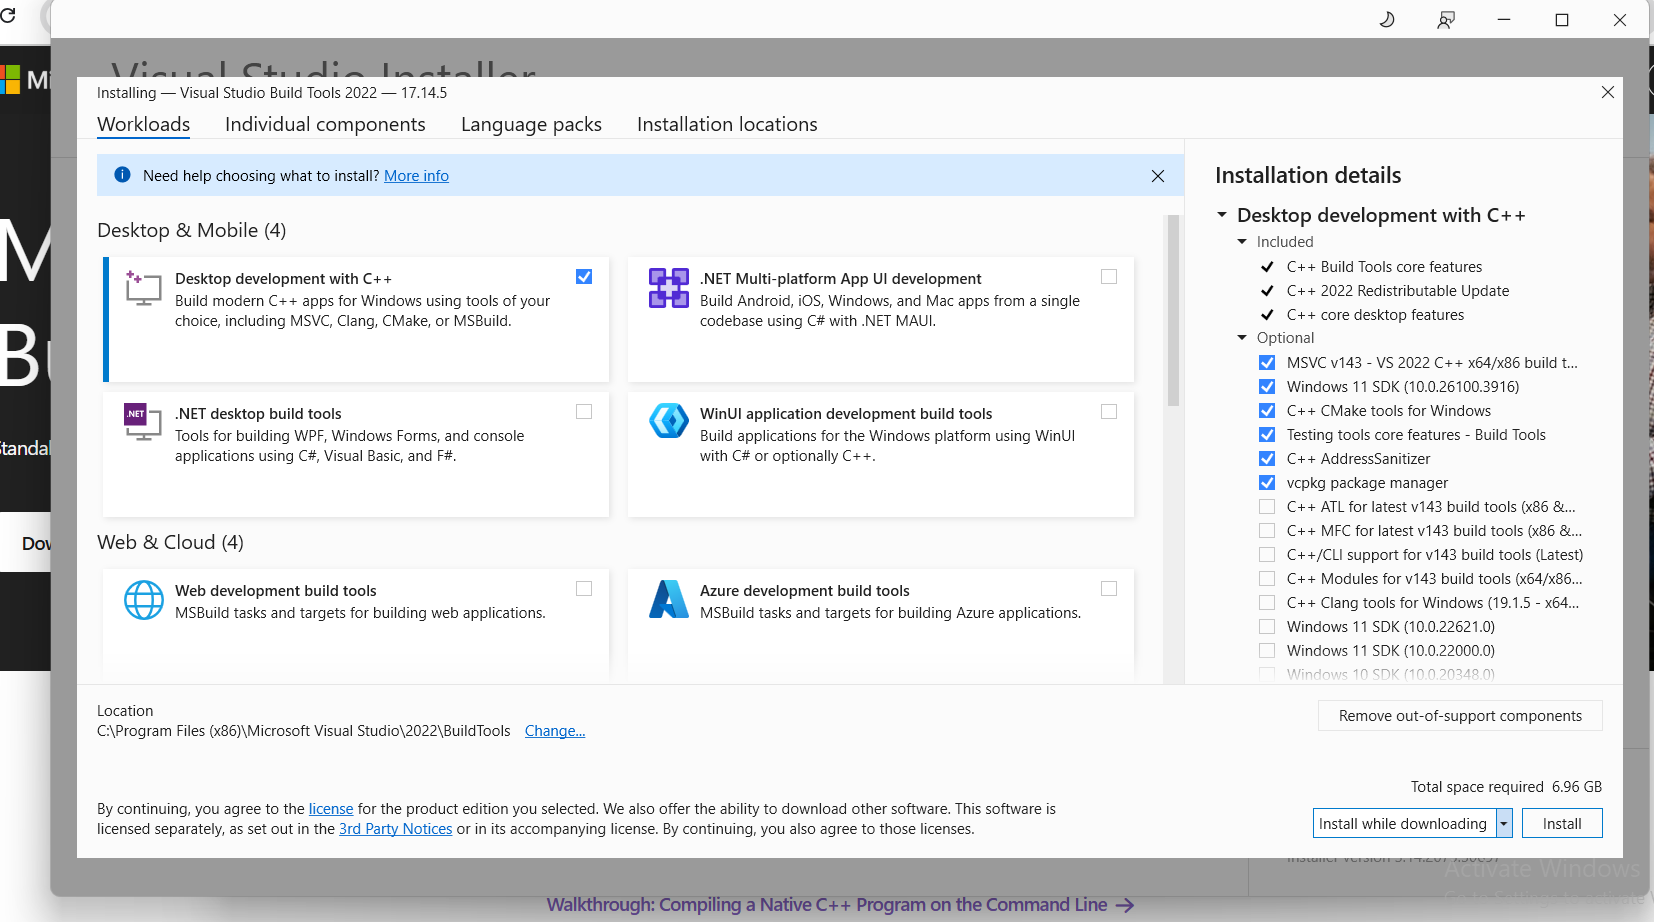 Visual Studio Installer
Installing — Visual Studio Build Tools 2022 — 17.14.5
Workloads
Individual components
Language packs
Installation locations
Need help choosing what to install? More info
Desktop & Mobile (4)
Desktop development with C++
Build modern C++ apps for Windows using tools of your
choice, including MSVC, Clang, CMake, or MSBuild.
.NET Multi-platform App UI development
Build Android, iOS, Windows, and Mac apps from a single
codebase using C# with .NET MAUI.
.NET
.NET desktop build tools
Tools for building WPF, Windows Forms, and console
applications using C#, Visual Basic, and F#.
WinUI application development build tools
Build applications for the Windows platform using WinUI
with C# or optionally C++.
Web & Cloud (4)
Web development build tools
MSBuild tasks and targets for building web applications.
Azure development build tools
MSBuild tasks and targets for building Azure applications.
Installation details
Desktop development with C++
Included
C++ Build Tools core features
C++ 2022 Redistributable Update
C++ core desktop features
Optional
MSVC v143 - VS 2022 C++ x64/x86 build t...
Windows 11 SDK (10.0.26100.3916)
C++ CMake tools for Windows
Testing tools core features - Build Tools
C++ AddressSanitizer
vcpkg package manager
C++ ATL for latest v143 build tools (x86 &...
C++ MFC for latest v143 build tools (x86 &...
C++/CLI support for v143 build tools (Latest)
C++ Modules for v143 build tools (x64/x86...
C++ Clang tools for Windows (19.1.5 - x64...
Windows 11 SDK (10.0.22621.0)
Windows 11 SDK (10.0.22000.0)
Windows 10 SDK (10.0.20348.0)
Location
C:\Program Files (x86)\Microsoft Visual Studio\2022\BuildTools Change...
Remove out-of-support components
Total space required 6.96 GB
By continuing, you agree to the license for the product edition you selected. We also offer the ability to download other software. This software is
licensed separately, as set out in the 3rd Party Notices or in its accompanying license. By continuing, you also agree to those licenses.
Install while downloading
Install
Activate Windows
Go to Settings to activate
Walkthrough: Compiling a Native C++ Program on the Command Line →
Mi
M
Bu
Standal
Dow